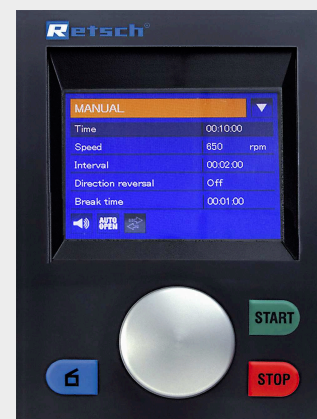 Retsch®
MANUAL
Time 00:10:00
Speed 650 rpm
Interval 00:02:00
Direction reversal Off
Break time 00:01:00
AUTO
OPEN
START
STOP